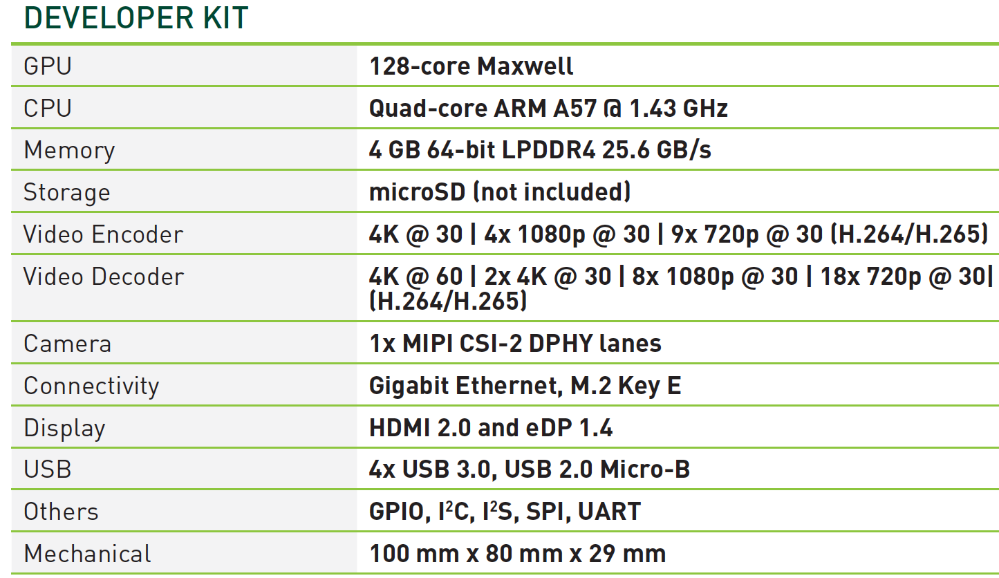 DEVELOPER KIT
GPU 128-core Maxwell
CPU Quad-core ARM A57 @ 1.43 GHz
Memory 4 GB 64-bit LPDDR4 25.6 GB/s
Storage microSD (not included)
Video Encoder 4K @ 30 | 4x 1080p @ 30 | 9x 720p @ 30 (H.264/H.265)
Video Decoder 4K @ 60 | 2x 4K @ 30 | 8x 1080p @ 30 | 18x 720p @ 30|
(H.264/H.265)
Camera 1x MIPI CSI-2 DPHY lanes
Connectivity Gigabit Ethernet, M.2 Key E
Display HDMI 2.0 and eDP 1.4
USB 4x USB 3.0, USB 2.0 Micro-B
Others GPIO, I²C, I²S, SPI, UART
Mechanical 100 mm x 80 mm x 29 mm